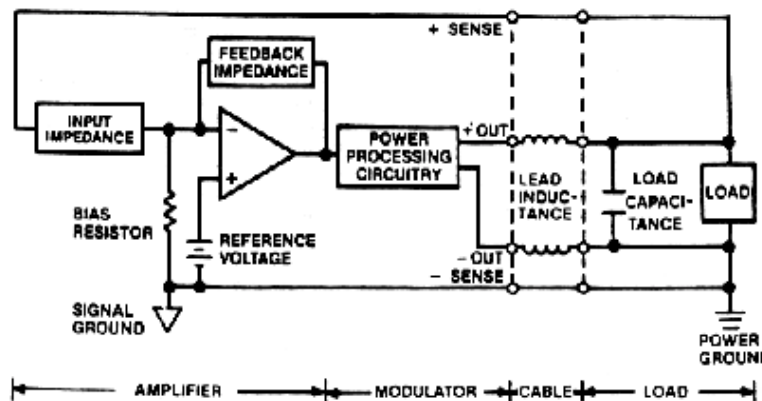 + SENSE
FEEDBACK
IMPEDANCE
INPUT
IMPEDANCE
−
+
POWER
PROCESSING
CIRCUITRY
+ OUT
LEAD
INDUC-
TANCE
LOAD
CAPACI-
TANCE
LOAD
BIAS
RESISTOR
REFERENCE
VOLTAGE
− OUT
− SENSE
SIGNAL
GROUND
POWER
GROUND
AMPLIFIER
MODULATOR
CABLE
LOAD